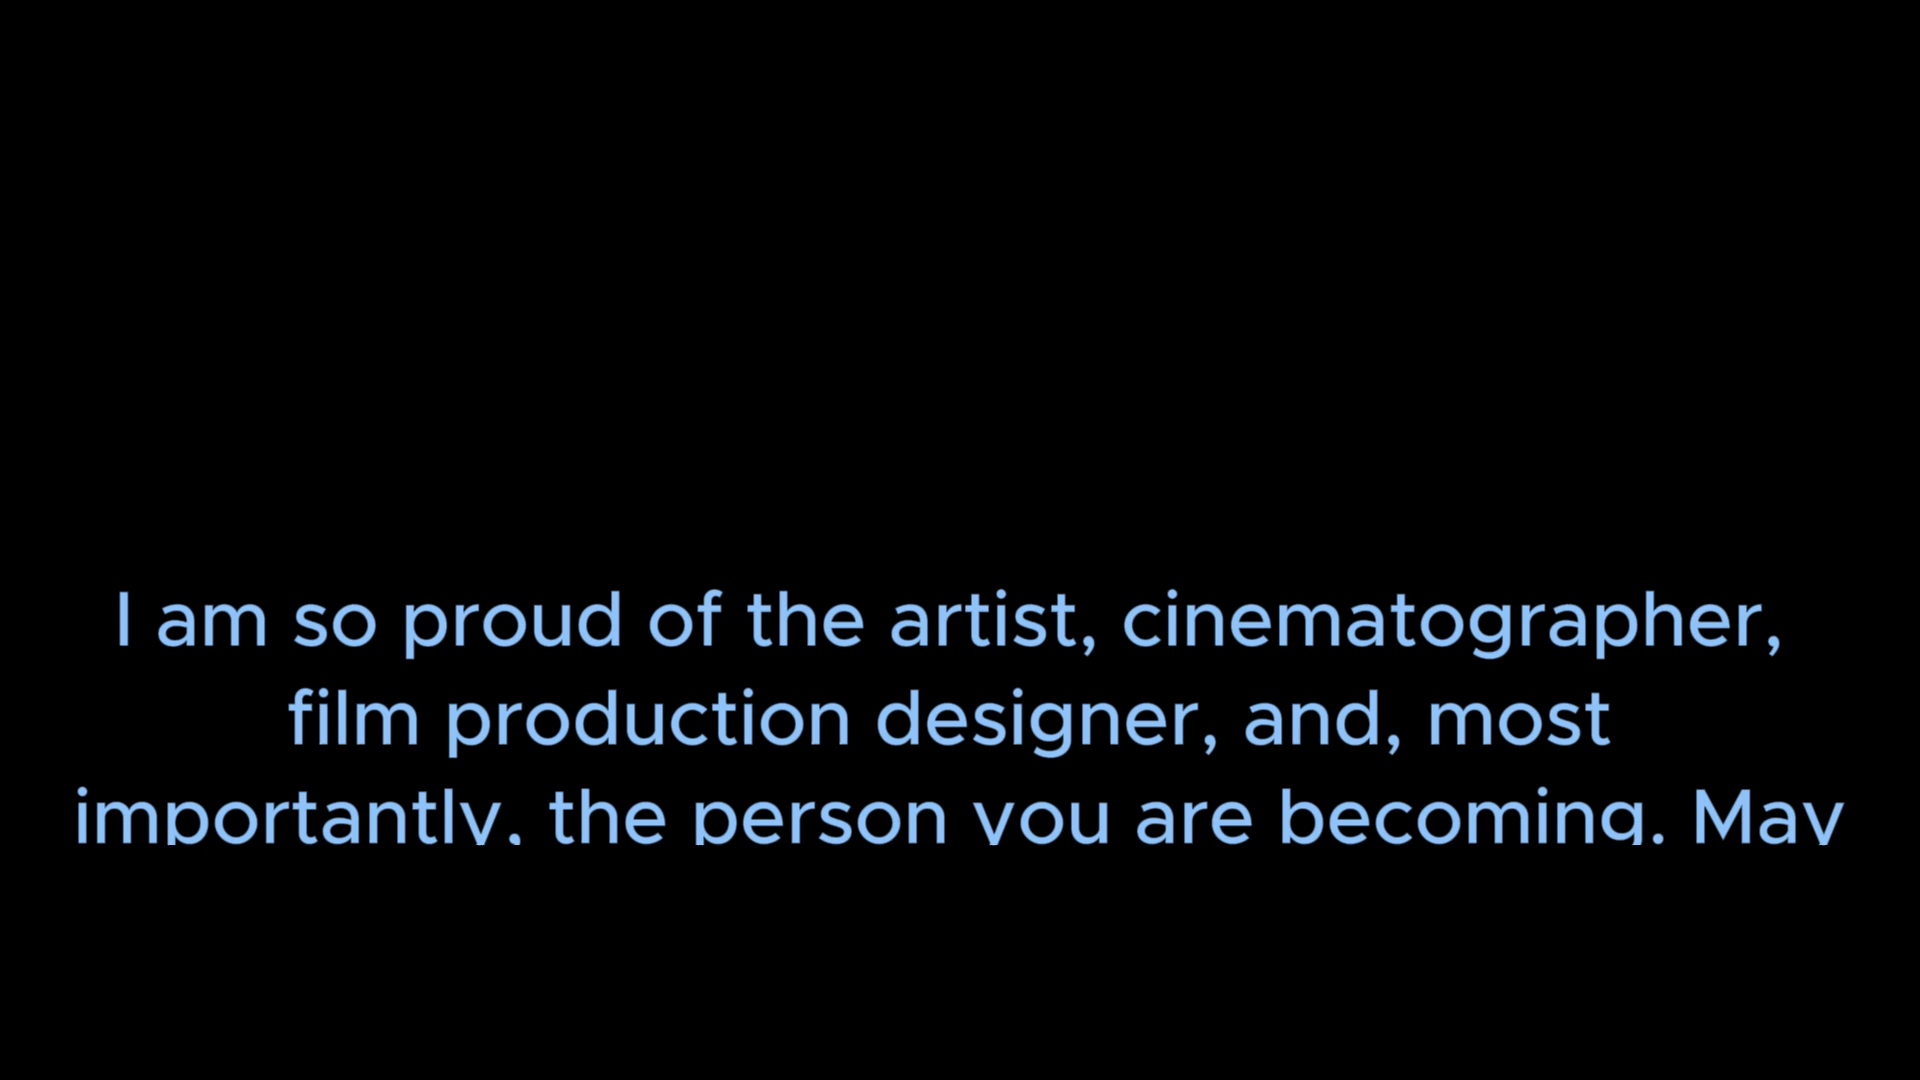 I am so proud of the artist, cinematographer,
film production designer, and, most
importantly, the person you are becoming. May